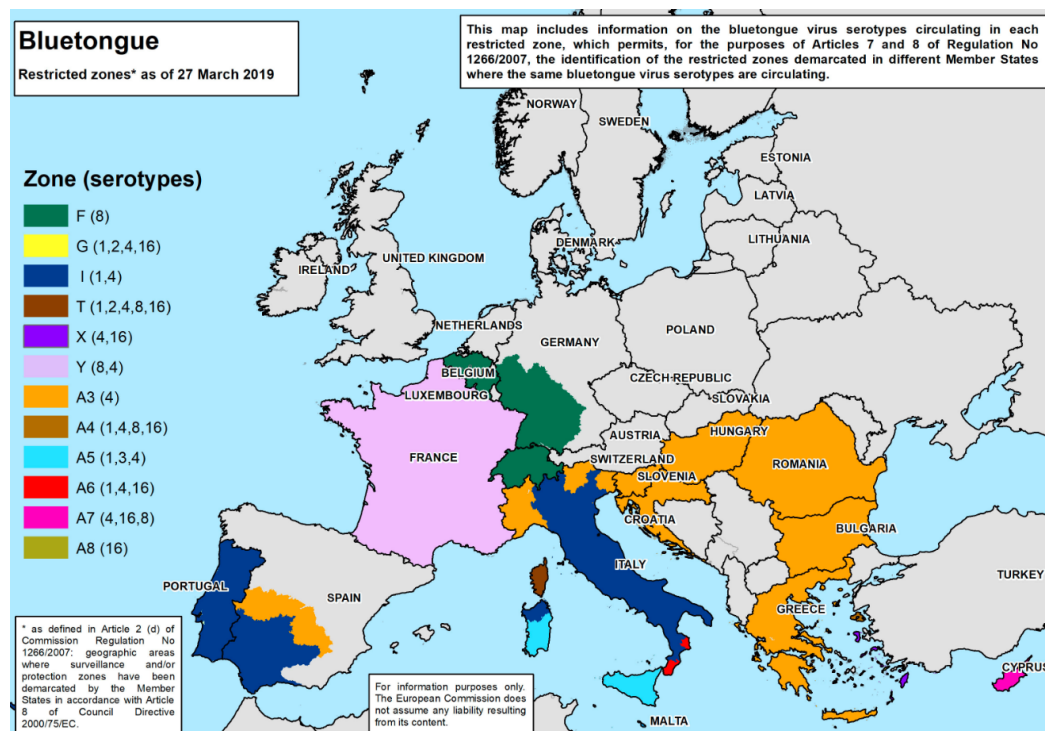 Bluetongue
Restricted zones* as of 27 March 2019
This map includes information on the bluetongue virus serotypes circulating in each
restricted zone, which permits, for the purposes of Articles 7 and 8 of Regulation No
1266/2007, the identification of the restricted zones demarcated in different Member States
where the same bluetongue virus serotypes are circulating.
NORWAY
SWEDEN
ESTONIA
LATVIA
LITHUANIA
DENMARK
IRELAND
UNITED KINGDOM
NETHERLANDS
GERMANY
POLAND
BELGIUM
CZECH REPUBLIC
LUXEMBOURG
SLOVAKIA
AUSTRIA
HUNGARY
FRANCE
SWITZERLAND
ROMANIA
SLOVENIA
CROATIA
BULGARIA
ITALY
PORTUGAL
SPAIN
TURKEY
GREECE
CYPRUS
MALTA
Zone (serotypes)
F (8)
G (1,2,4,16)
I (1,4)
T (1,2,4,8,16)
X (4,16)
Y (8,4)
A3 (4)
A4 (1,4,8,16)
A5 (1,3,4)
A6 (1,4,16)
A7 (4,16,8)
A8 (16)
* as defined in Article 2 (d) of
Commission Regulation No
1266/2007: geographic areas
where surveillance and/or
protection zones have been
demarcated by the Member
States in accordance with Article
8 of Council Directive
2000/75/EC.
For information purposes only.
The European Commission does
not assume any liability resulting
from its content.